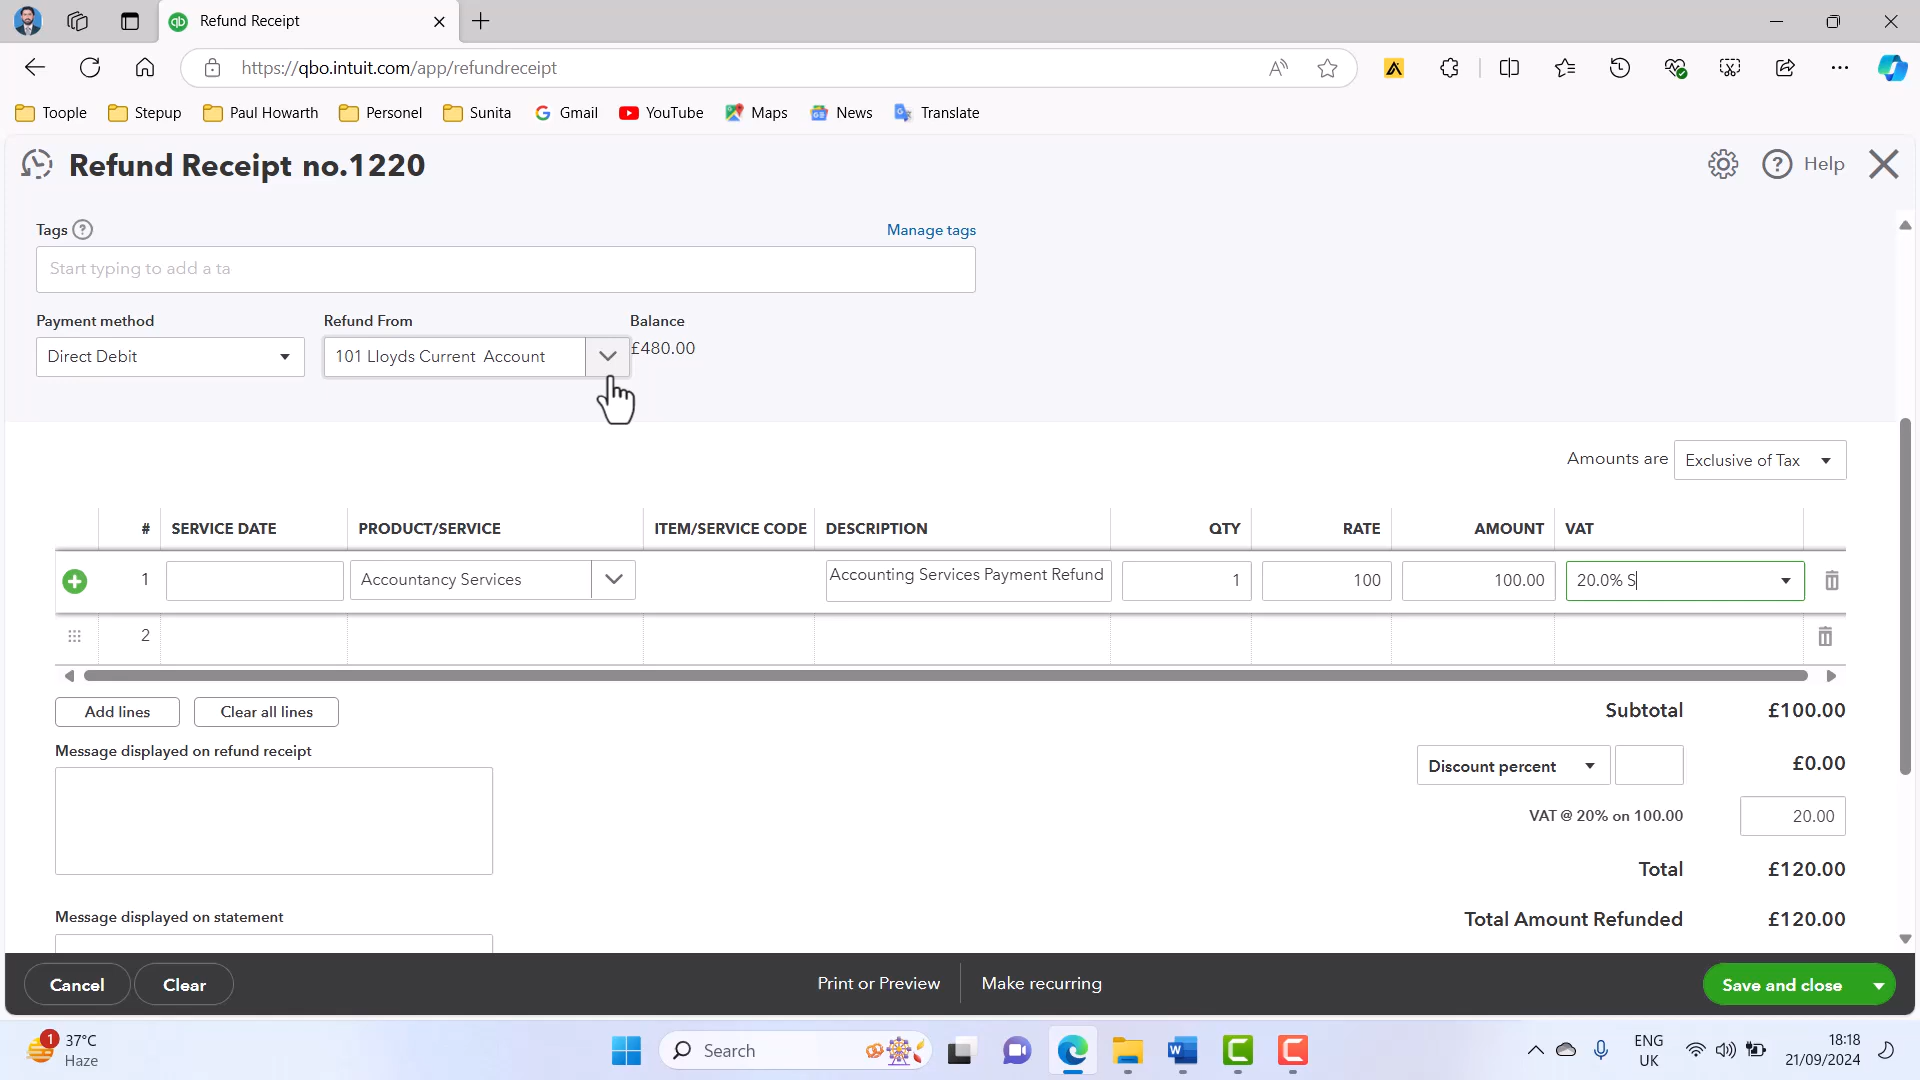 Refund Receipt
https://qbo.intuit.com/app/refundreceipt
Toople Stepup Paul Howarth Personel Sunita Gmail YouTube Maps News Translate
Refund Receipt no.1220
Help
Tags ?
Manage tags
Start typing to add a ta
Payment method Refund From Balance
Direct Debit 101 Lloyds Current Account £480.00
Amounts are Exclusive of Tax
# SERVICE DATE PRODUCT/SERVICE ITEM/SERVICE CODE DESCRIPTION QTY RATE AMOUNT VAT
1 Accountancy Services Accounting Services Payment Refund 1 100 100.00 20.0% S
2
Add lines Clear all lines
Subtotal £100.00
Message displayed on refund receipt
Discount percent £0.00
VAT @ 20% on 100.00 20.00
Total £120.00
Message displayed on statement
Total Amount Refunded £120.00
Cancel Clear Print or Preview Make recurring Save and close
1 37°C
Haze
Search
ENG
UK
18:18
21/09/2024